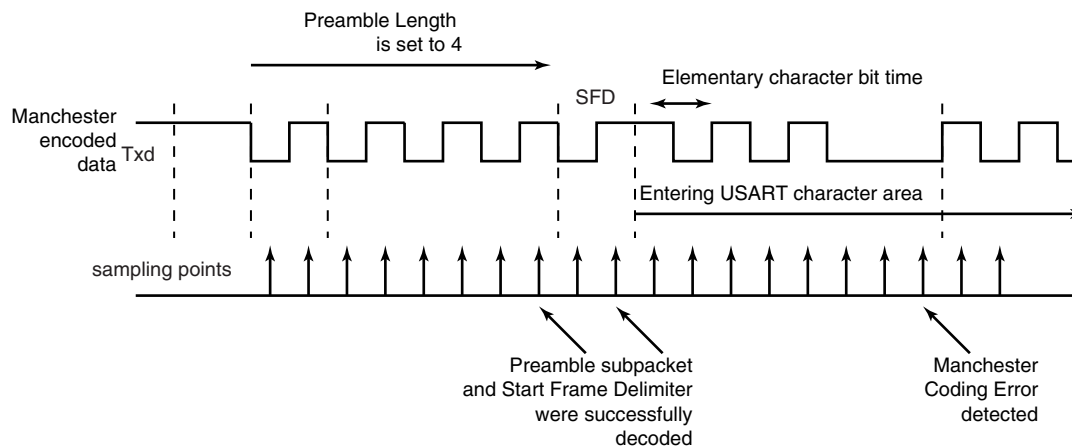 Preamble Length
is set to 4
Elementary character bit time
SFD
Manchester
encoded
data
Txd
Entering USART character area
sampling points
Preamble subpacket
and Start Frame Delimiter
were successfully
decoded
Manchester
Coding Error
detected